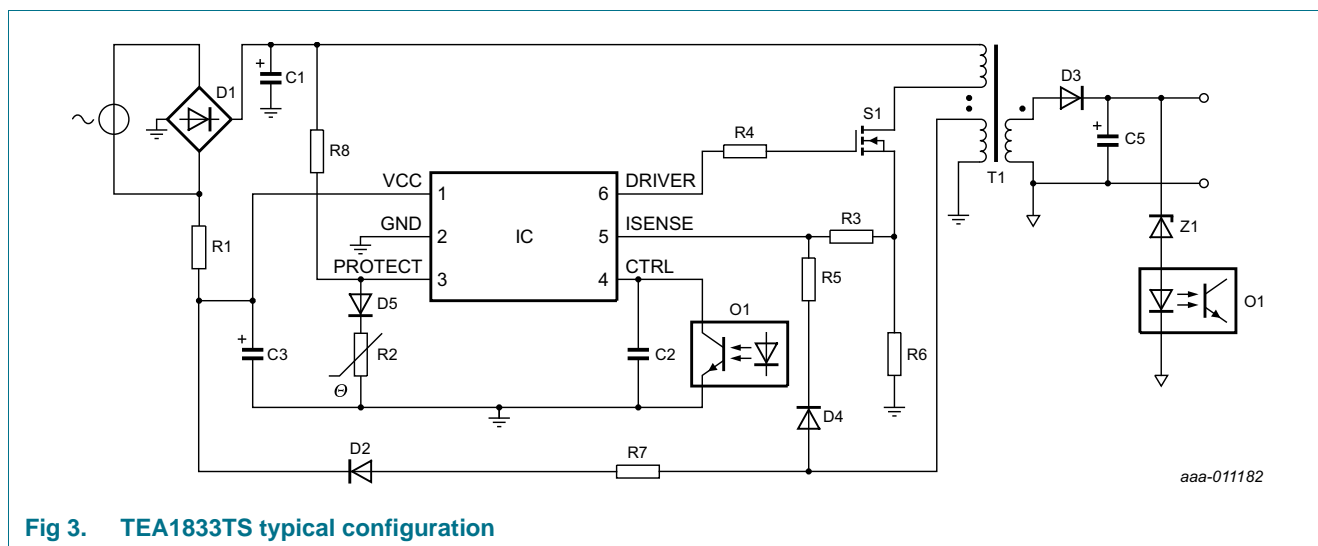 D1
C1
R8
R1
VCC
GND
PROTECT
1
2
3
IC
6
5
4
DRIVER
ISENSE
CTRL
R4
S1
R3
R5
R6
D5
R2
Θ
C3
C2
O1
D4
D2
R7
T1
D3
C5
Z1
O1
aaa-011182
Fig 3. TEA1833TS typical configuration